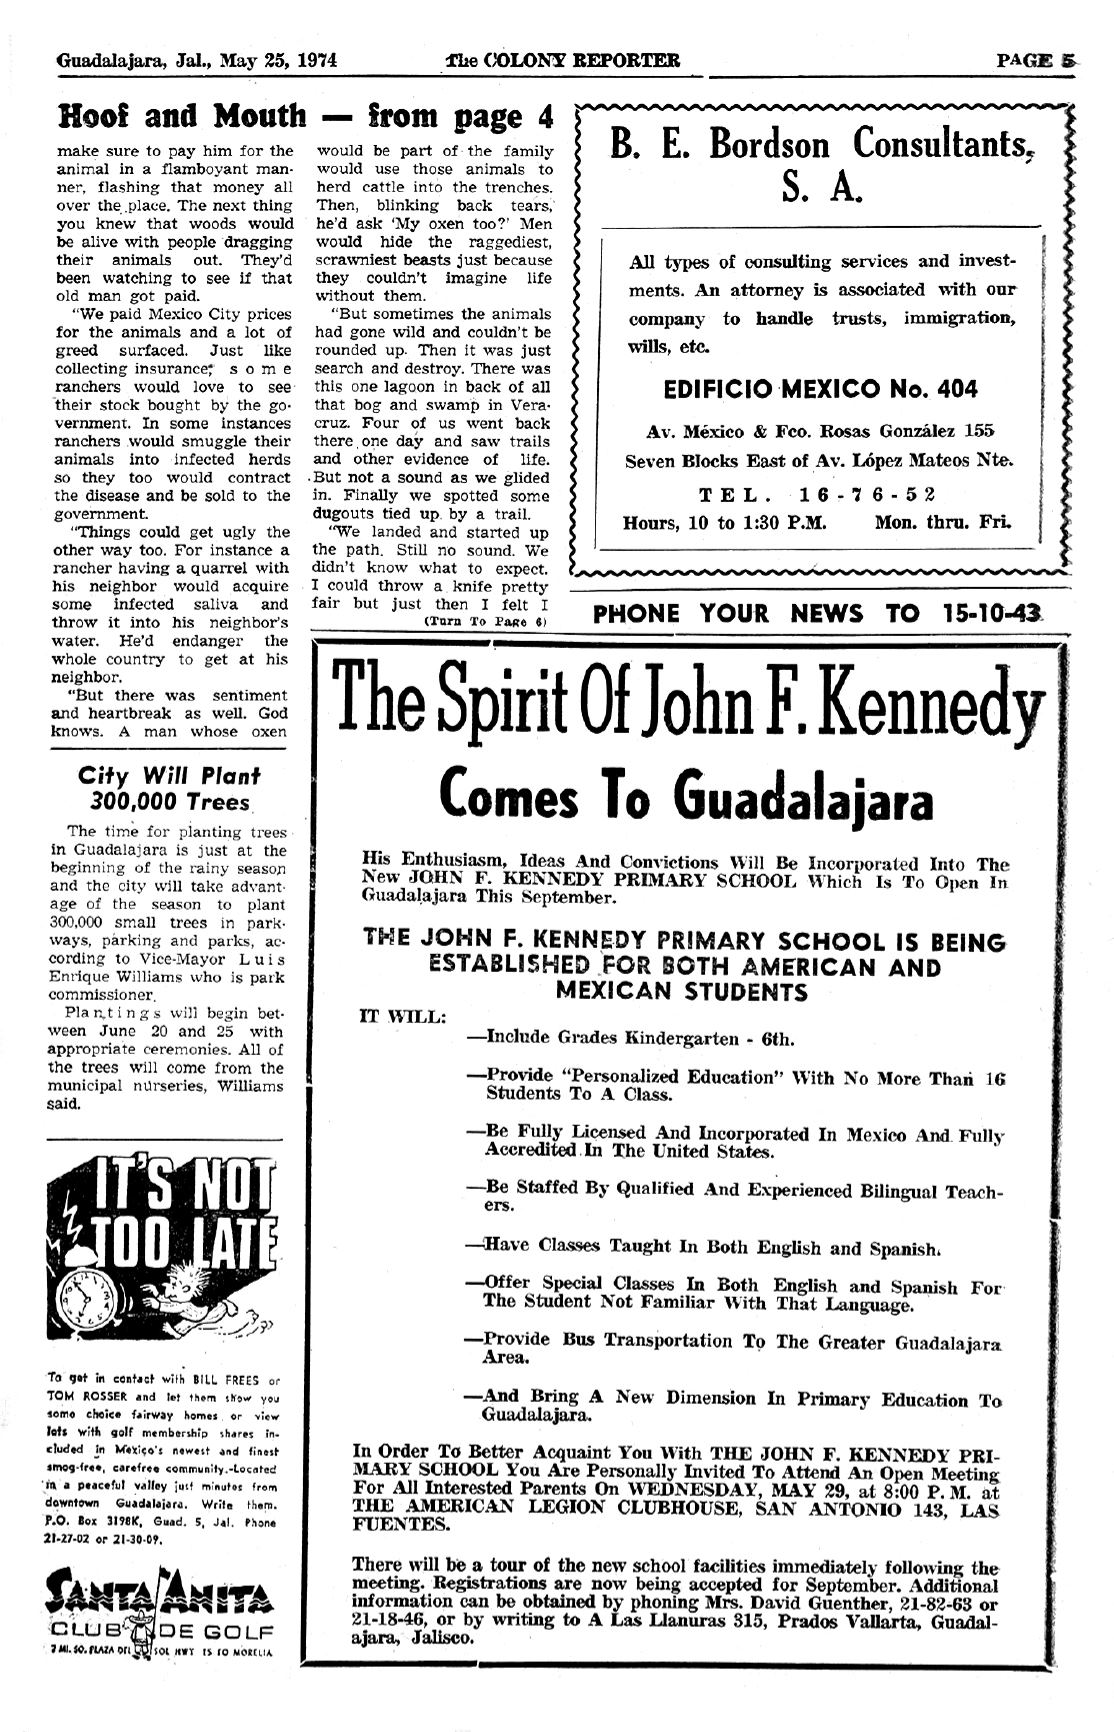 Guadalajara, Jal., May 25, 1974
The COLONY REPORTER
PAGE 5
Hoof and Mouth — from page 4
make sure to pay him for the
animal in a flamboyant man-
ner, flashing that money all
over the place. The next thing
you knew that woods would
be alive with people dragging
their animals out. They'd
been watching to see if that
old man got paid.
"We paid Mexico City prices
for the animals and a lot of
greed surfaced. Just like
collecting insurance; some
ranchers would love to see
their stock bought by the go-
vernment. In some instances
ranchers would smuggle their
animals into infected herds
so they too would contract
the disease and be sold to the
government.
"Things could get ugly the
other way too. For instance a
rancher having a quarrel with
his neighbor would acquire
some infected saliva and
throw it into his neighbor's
water. He'd endanger the
whole country to get at his
neighbor.
"But there was sentiment
and heartbreak as well. God
knows. A man whose oxen
would be part of the family
would use those animals to
herd cattle into the trenches.
Then, blinking back tears,
he'd ask 'My oxen too?' Men
would hide the raggediest,
scrawniest beasts just because
they couldn't imagine life
without them.
"But sometimes the animals
had gone wild and couldn't be
rounded up. Then it was just
search and destroy. There was
this one lagoon in back of all
that bog and swamp in Vera-
cruz. Four of us went back
there one day and saw trails
and other evidence of life.
But not a sound as we glided
in. Finally we spotted some
dugouts tied up by a trail.
"We landed and started up
the path. Still no sound. We
didn't know what to expect.
I could throw a knife pretty
fair but just then I felt I
(Turn To Page 6)
B. E. Bordson Consultants,
S. A.
All types of consulting services and invest-
ments. An attorney is associated with our
company to handle trusts, immigration,
wills, etc.
EDIFICIO MEXICO No. 404
Av. México & Fco. Rosas González 155
Seven Blocks East of Av. López Mateos Nte.
TEL. 16-76-52
Hours, 10 to 1:30 P.M. Mon. thru. Fri.
PHONE YOUR NEWS TO 15-10-43
City Will Plant
300,000 Trees
The time for planting trees
in Guadalajara is just at the
beginning of the rainy season
and the city will take advant-
age of the season to plant
300,000 small trees in park-
ways, parking and parks, ac-
cording to Vice-Mayor Luis
Enrique Williams who is park
commissioner.
Plantings will begin bet-
ween June 20 and 25 with
appropriate ceremonies. All of
the trees will come from the
municipal nurseries, Williams
said.
IT'S NOT
TOO LATE
To get in contact with BILL FREES or
TOM ROSSER and let them show you
some choice fairway homes or view
lots with golf membership shares in-
cluded in Mexico's newest and finest
smog-free, carefree community.-Located
in a peaceful valley just minutes from
downtown Guadalajara. Write them.
P.O. Box 3198K, Guad. 5, Jal. Phone
21-27-02 or 21-30-09.
SANTA ANITA
CLUB DE GOLF
7 MI. SO. PLAZA DEL SOL HWY 15 TO MORELIA
The Spirit Of John F. Kennedy
Comes To Guadalajara
His Enthusiasm, Ideas And Convictions Will Be Incorporated Into The
New JOHN F. KENNEDY PRIMARY SCHOOL Which Is To Open In
Guadalajara This September.
THE JOHN F. KENNEDY PRIMARY SCHOOL IS BEING
ESTABLISHED FOR BOTH AMERICAN AND
MEXICAN STUDENTS
IT WILL:
—Include Grades Kindergarten - 6th.
—Provide "Personalized Education" With No More Than 16
Students To A Class.
—Be Fully Licensed And Incorporated In Mexico And Fully
Accredited In The United States.
—Be Staffed By Qualified And Experienced Bilingual Teach-
ers.
—Have Classes Taught In Both English and Spanish.
—Offer Special Classes In Both English and Spanish For
The Student Not Familiar With That Language.
—Provide Bus Transportation To The Greater Guadalajara
Area.
—And Bring A New Dimension In Primary Education To
Guadalajara.
In Order To Better Acquaint You With THE JOHN F. KENNEDY PRI-
MARY SCHOOL You Are Personally Invited To Attend An Open Meeting
For All Interested Parents On WEDNESDAY, MAY 29, at 8:00 P. M. at
THE AMERICAN LEGION CLUBHOUSE, SAN ANTONIO 143, LAS
FUENTES.
There will be a tour of the new school facilities immediately following the
meeting. Registrations are now being accepted for September. Additional
information can be obtained by phoning Mrs. David Guenther, 21-82-63 or
21-18-46, or by writing to A Las Llanuras 315, Prados Vallarta, Guadal-
ajara, Jalisco.